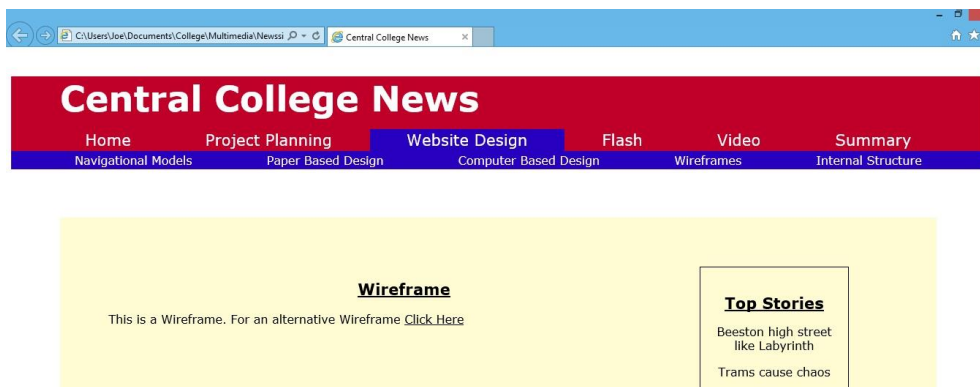 C:\Users\Joe\Documents\College\Multimedia\Newssi
Central College News
Central College News
Home Project Planning Website Design Flash Video Summary
Navigational Models Paper Based Design Computer Based Design Wireframes Internal Structure
Wireframe
This is a Wireframe. For an alternative Wireframe Click Here
Top Stories
Beeston high street
like Labyrinth
Trams cause chaos